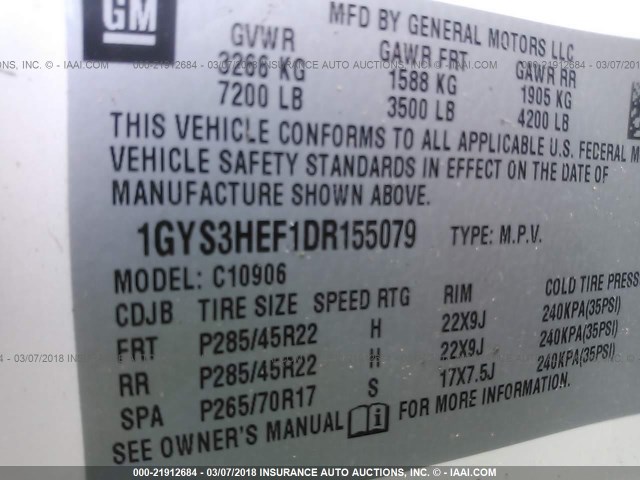 GM
MFD BY GENERAL MOTORS LLC
GVWR GAWR FRT GAWR RR
3266 KG 1588 KG 1905 KG
7200 LB 3500 LB 4200 LB
THIS VEHICLE CONFORMS TO ALL APPLICABLE U.S. FEDERAL M
VEHICLE SAFETY STANDARDS IN EFFECT ON THE DATE OF
MANUFACTURE SHOWN ABOVE.
1GYS3HEF1DR155079 TYPE: M.P.V.
MODEL: C10906
CDJB TIRE SIZE SPEED RTG RIM COLD TIRE PRESS
FRT P285/45R22 H 22X9J 240KPA(35PSI)
RR P285/45R22 H 22X9J 240KPA(35PSI)
SPA P265/70R17 S 17X7.5J 240KPA(35PSI)
SEE OWNER'S MANUAL FOR MORE INFORMATION.
000-21912684 - 03/07/2018 INSURANCE AUTO AUCTIONS, INC. - © - IAAI.COM